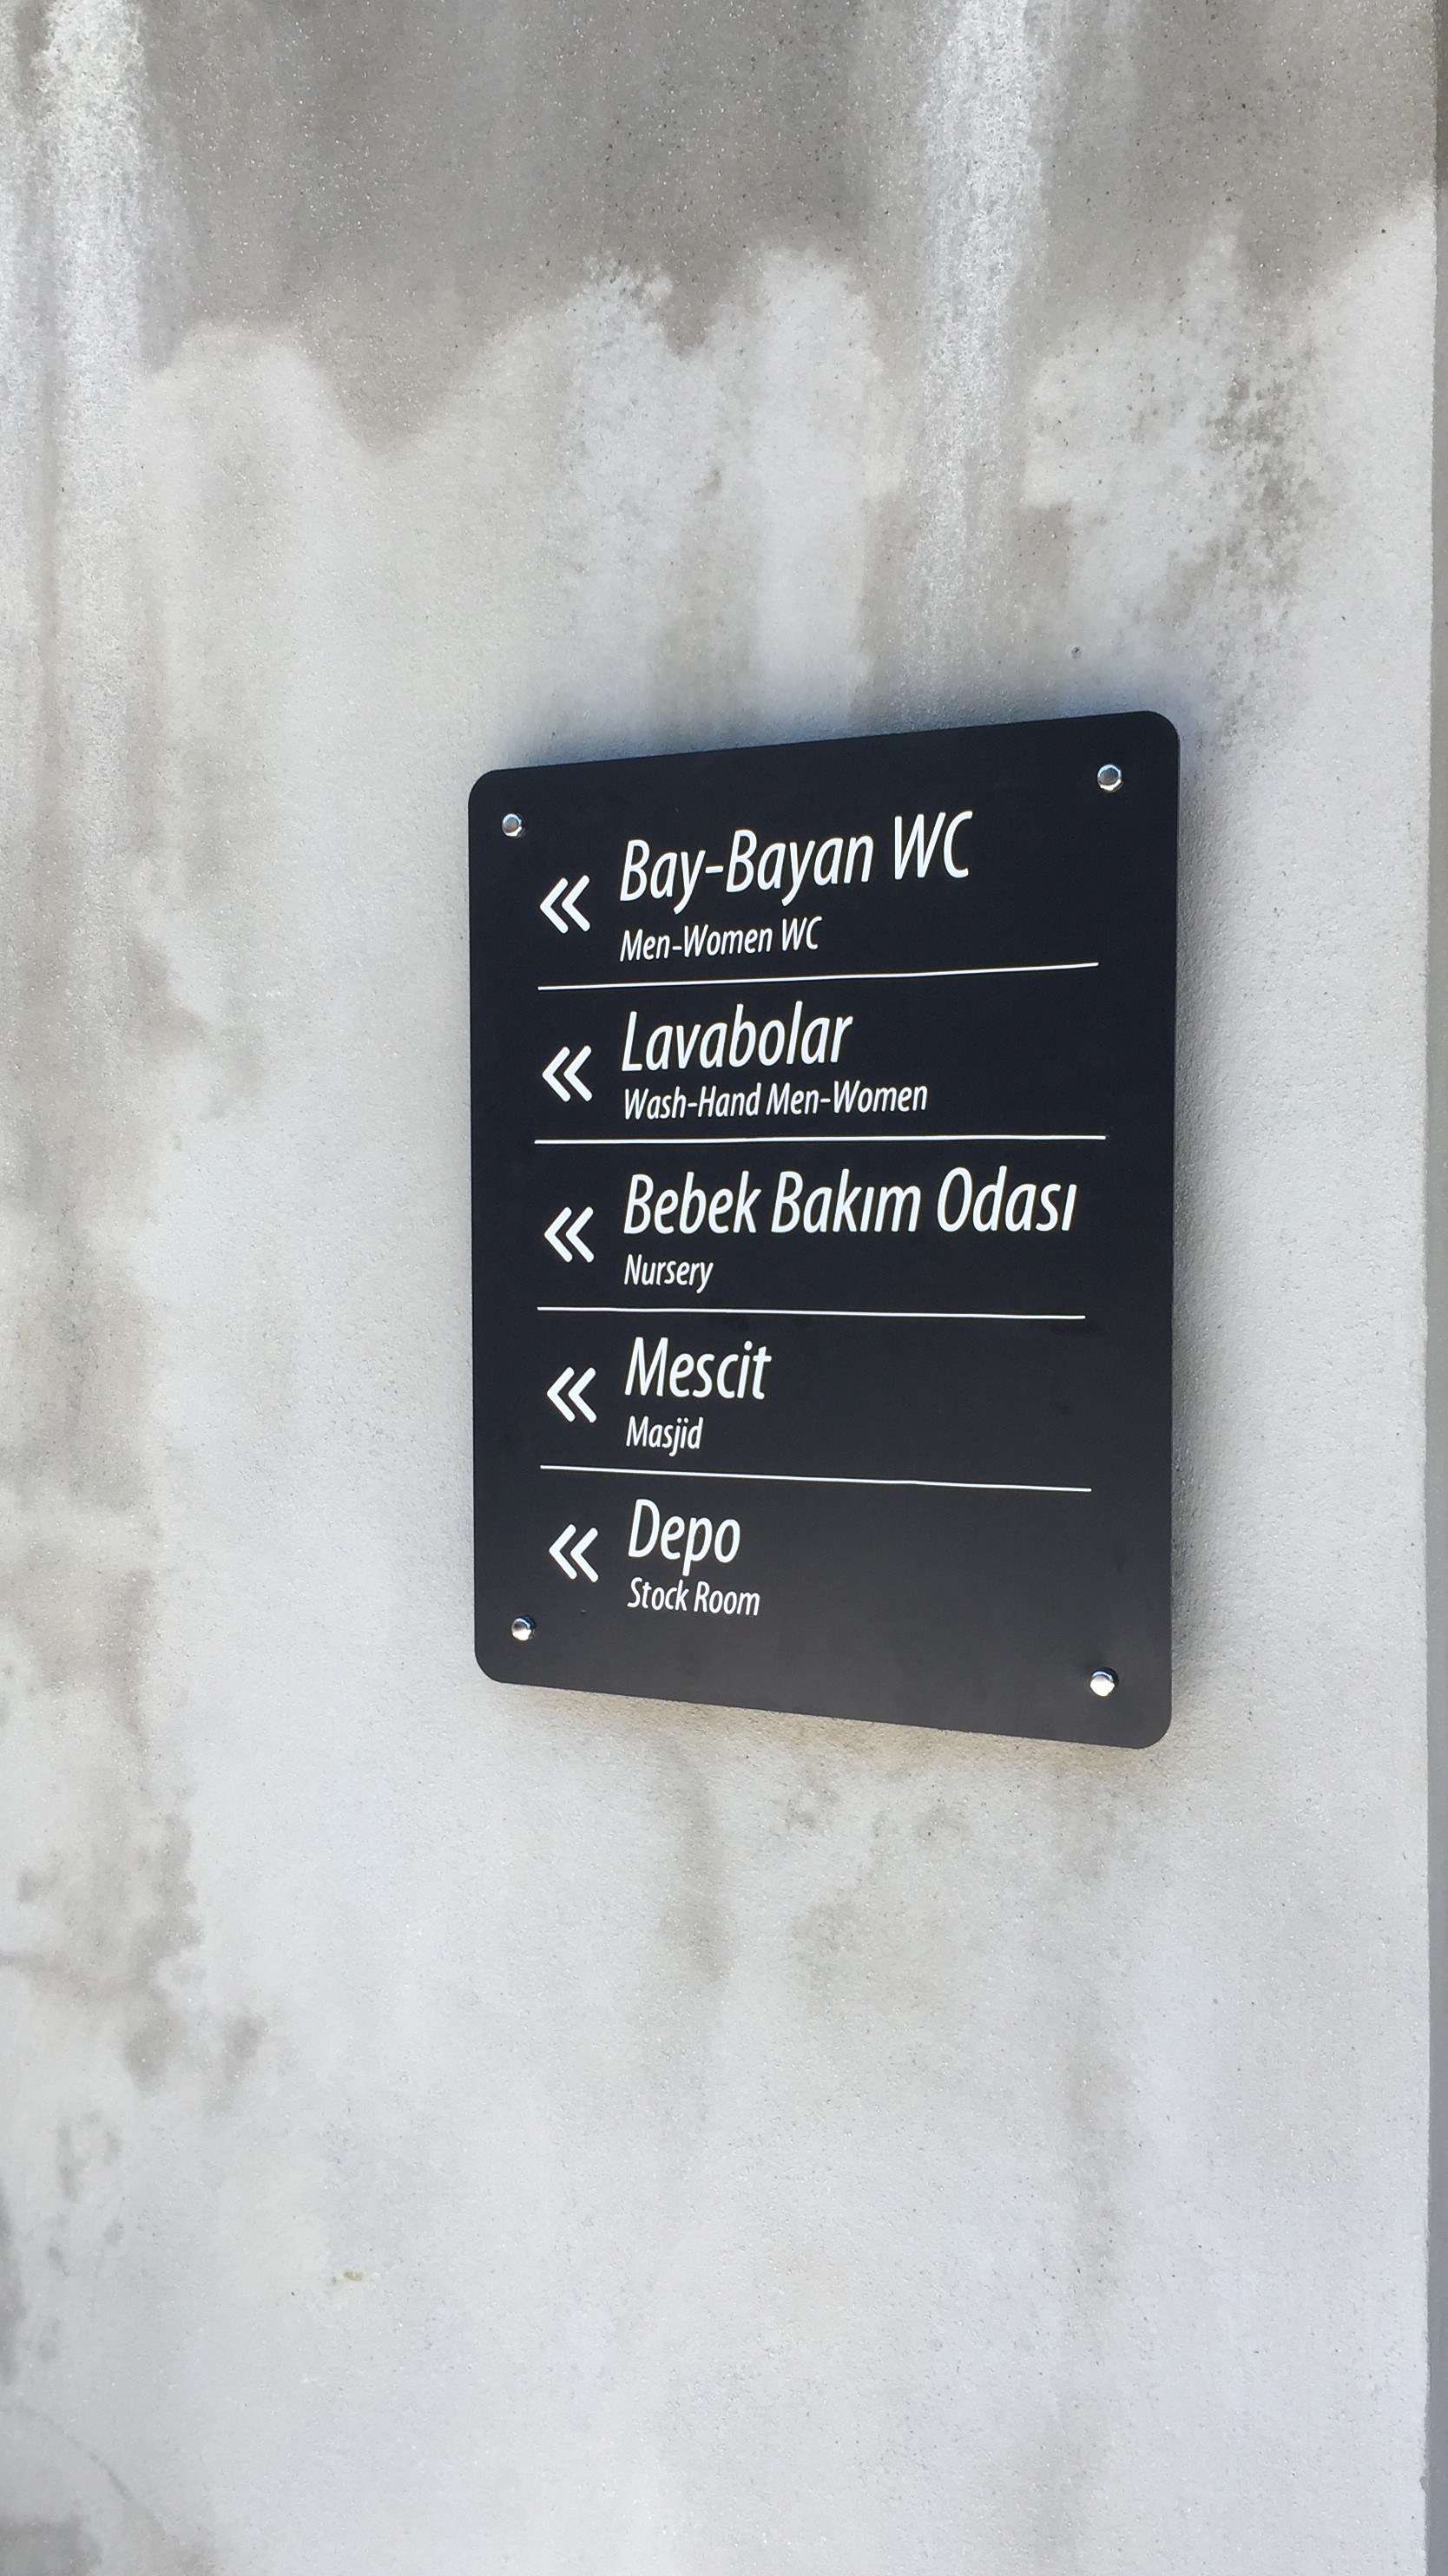 « Bay-Bayan WC
Men-Women WC
« Lavabolar
Wash-Hand Men-Women
« Bebek Bakım Odası
Nursery
« Mescit
Masjid
« Depo
Stock Room